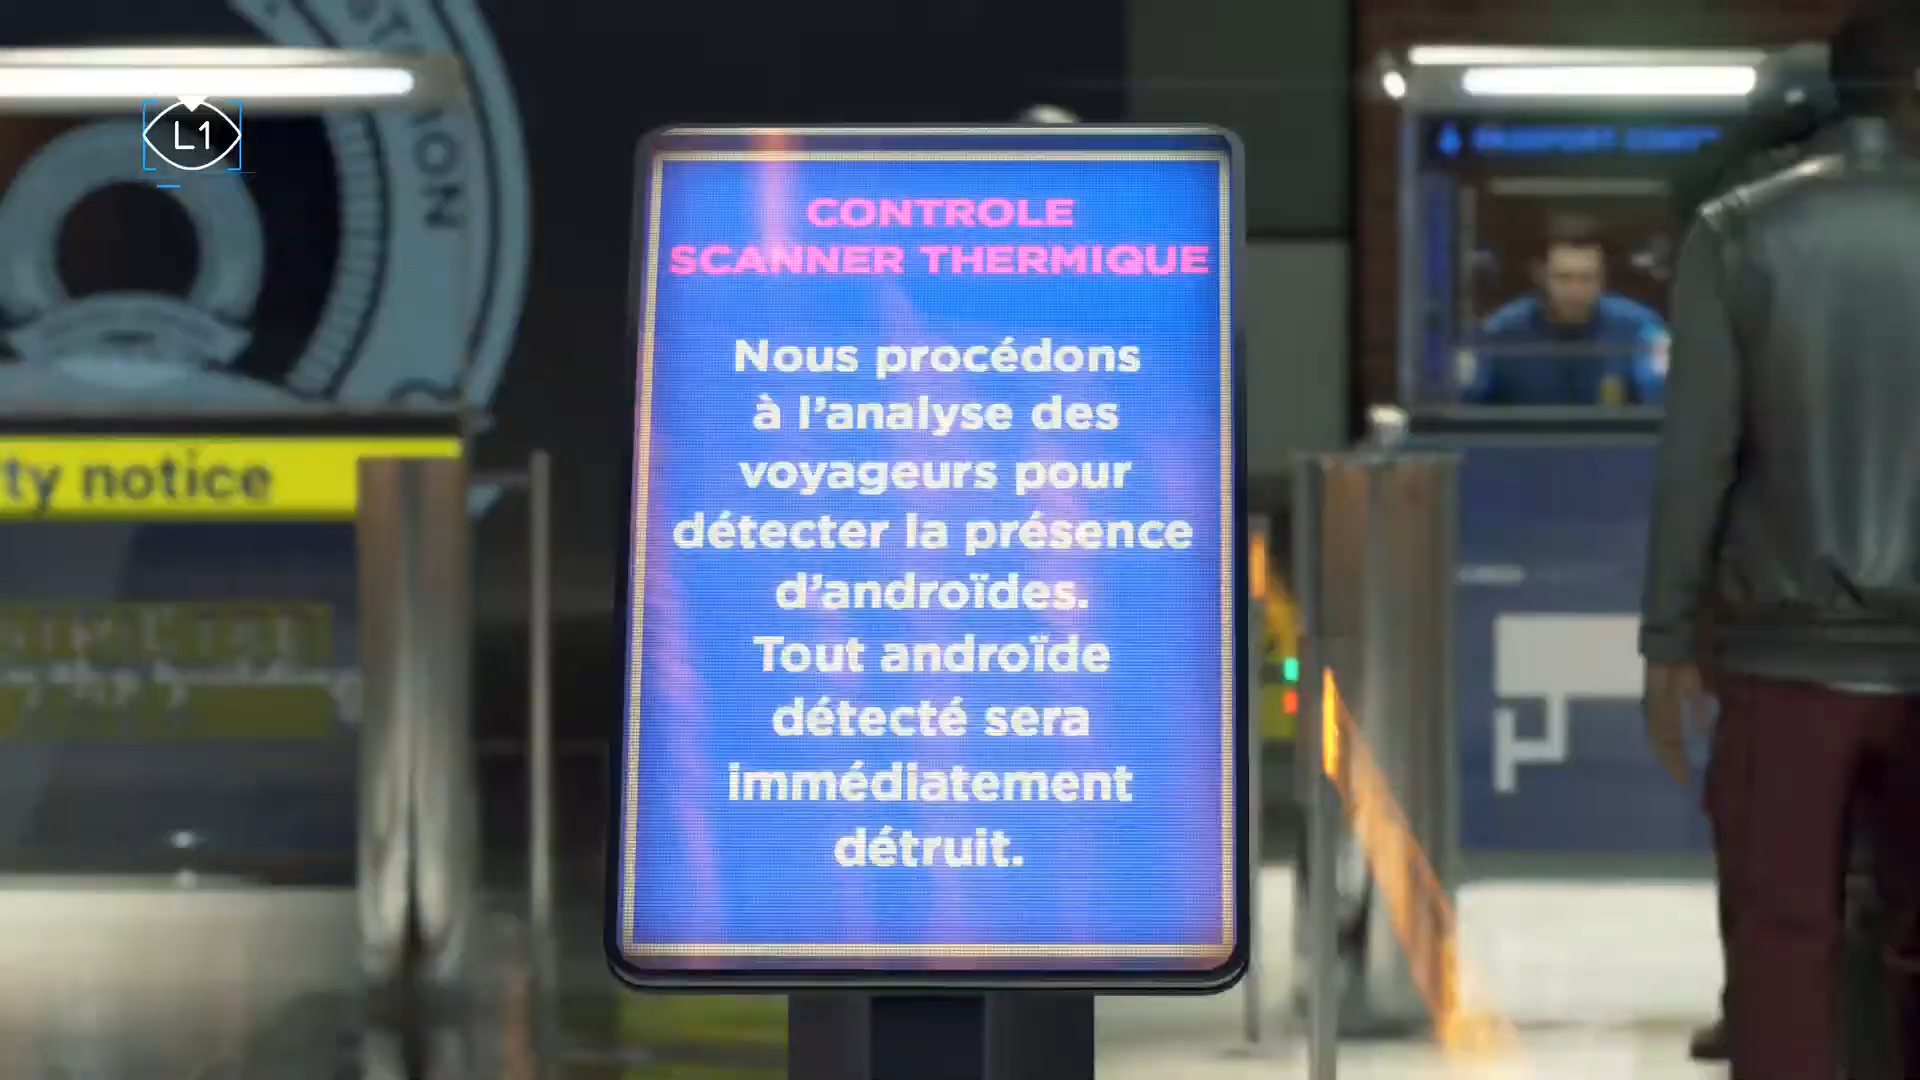 L1
CONTROLE
SCANNER THERMIQUE
Nous procédons
à l'analyse des
voyageurs pour
détecter la présence
d'androïdes.
Tout androïde
détecté sera
immédiatement
détruit.
ty notice
PASSPORT